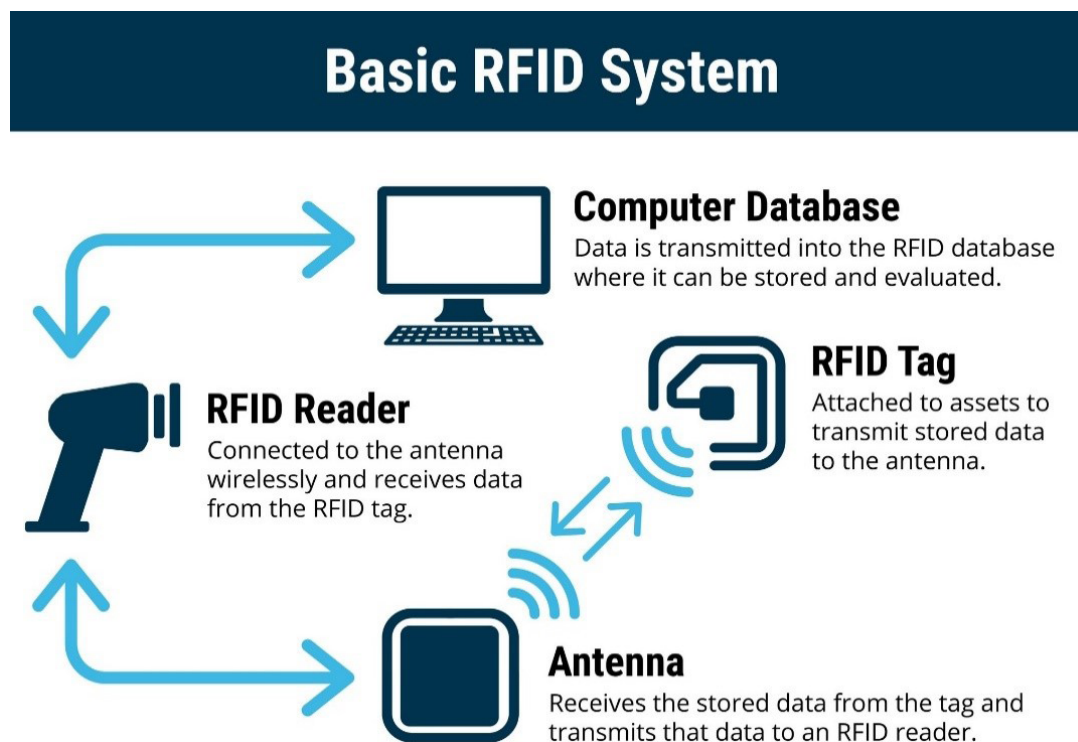 Basic RFID System
Computer Database
Data is transmitted into the RFID database
where it can be stored and evaluated.
RFID Tag
Attached to assets to
transmit stored data
to the antenna.
RFID Reader
Connected to the antenna
wirelessly and receives data
from the RFID tag.
Antenna
Receives the stored data from the tag and
transmits that data to an RFID reader.